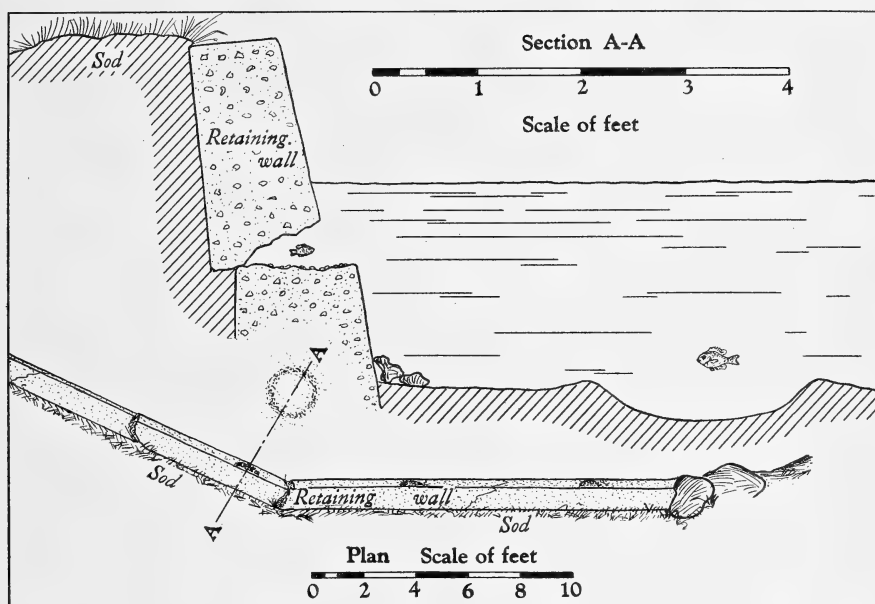 Sod
Section A-A
0 1 2 3 4
Scale of feet
Retaining
wall
A
Sod
A
Retaining wall
Sod
Plan Scale of feet
0 2 4 6 8 10